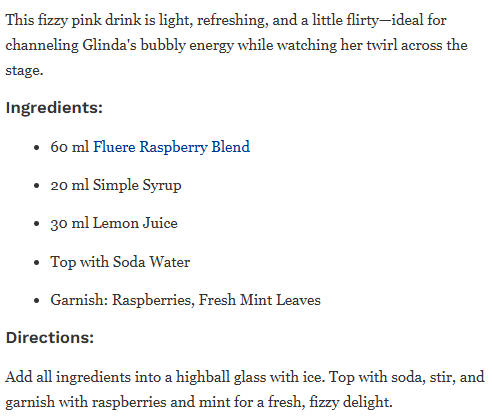 This fizzy pink drink is light, refreshing, and a little flirty—ideal for
channeling Glinda's bubbly energy while watching her twirl across the
stage.
Ingredients:
• 60 ml Fluere Raspberry Blend
• 20 ml Simple Syrup
• 30 ml Lemon Juice
• Top with Soda Water
• Garnish: Raspberries, Fresh Mint Leaves
Directions:
Add all ingredients into a highball glass with ice. Top with soda, stir, and
garnish with raspberries and mint for a fresh, fizzy delight.